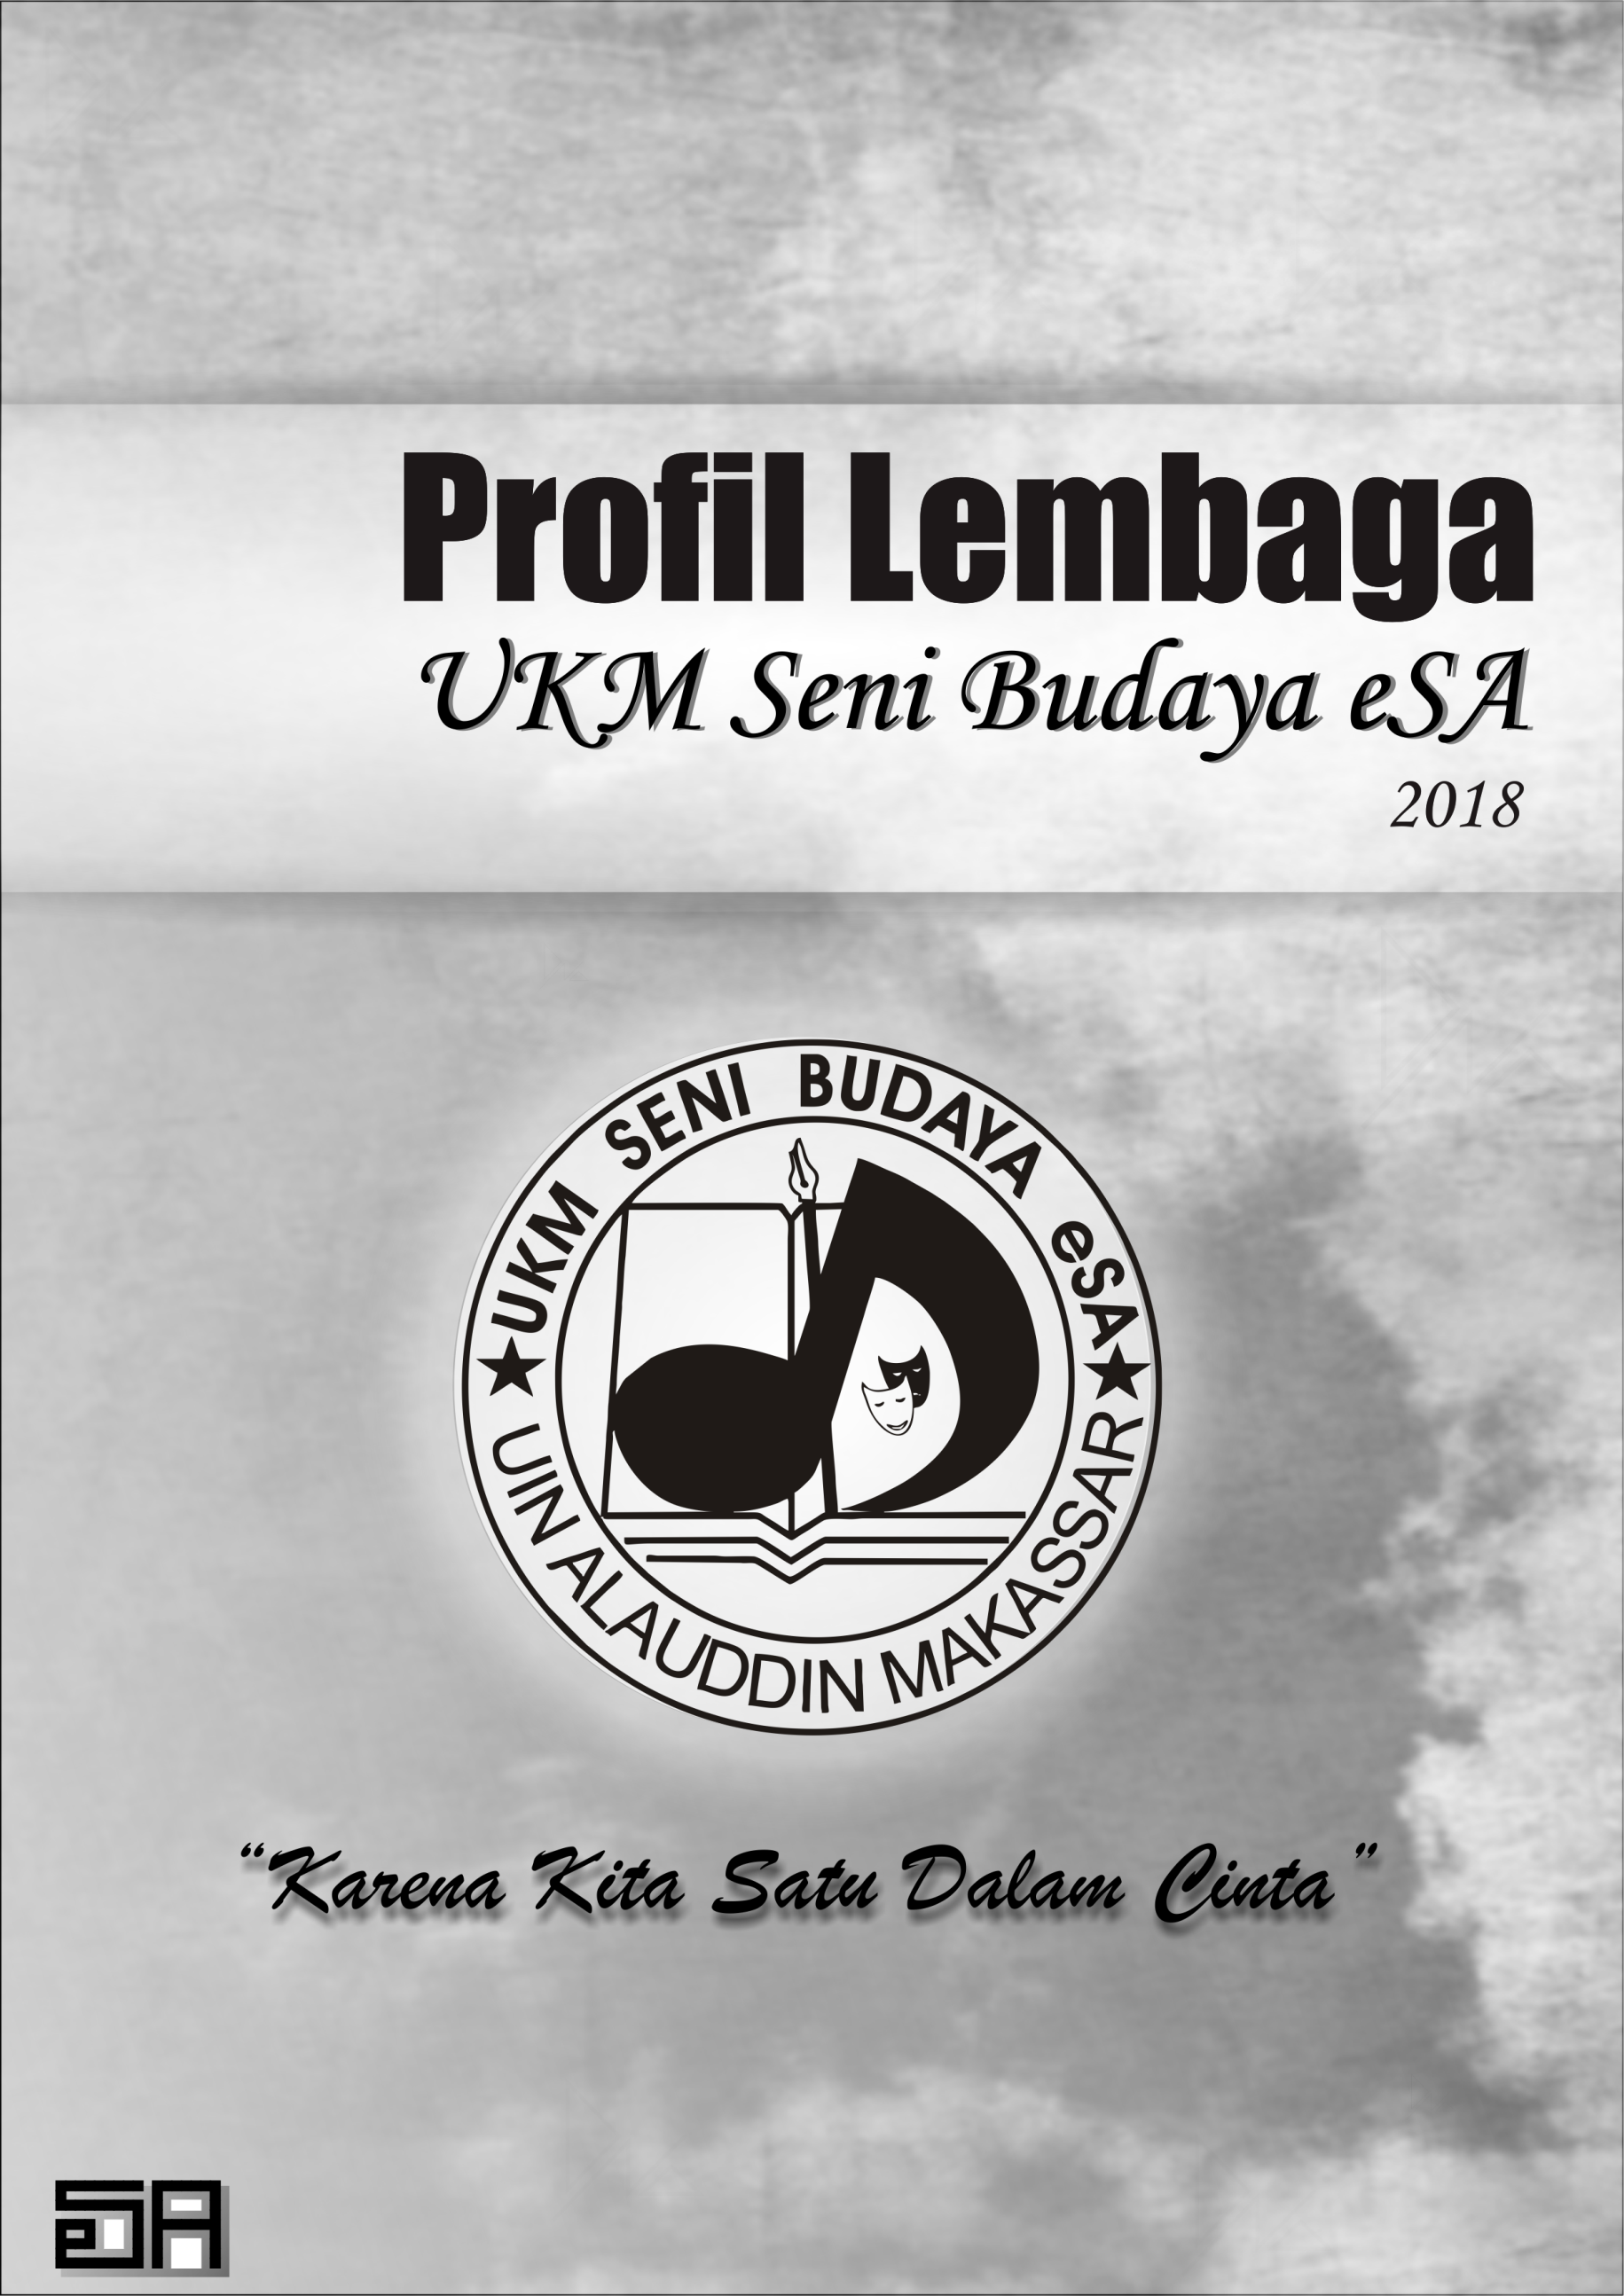 Profil Lembaga
UKM Seni Budaya eSA
2018
UKM SENI BUDAYA eSA
UIN ALAUDDIN MAKASSAR
“Karena Kita Satu Dalam Cinta”
eSA